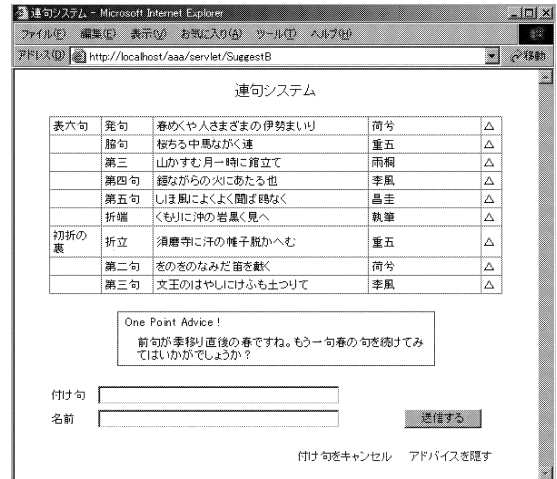 連句システム - Microsoft Internet Explorer
ファイル(F) 編集(E) 表示(V) お気に入り(A) ツール(T) ヘルプ(H)
アドレス(D) http://localhost/aaa/servlet/SuggestB 移動
連句システム
表六句 発句 春めくや人さまざまの伊勢まいり 荷兮 △
脇句 桜ちる中馬ながく連 重五 △
第三 山かすむ月一時に館立て 雨桐 △
第四句 鎧ながらの火にあたる也 李風 △
第五句 しほ風によくよく聞ば鴎なく 昌圭 △
折端 くもりに沖の岩黒く見へ 執筆 △
初折の裏 折立 須磨寺に汗の帷子脱かへむ 重五 △
第二句 をのをのなみだ笛を戴く 荷兮 △
第三句 文王のはやしにけふも土つりて 李風 △
One Point Advice !
前句が季移り直後の春ですね。もう一句春の句を続けてみ
てはいかがでしょうか?
付け句
名前 送信する
付け句をキャンセル アドバイスを隠す